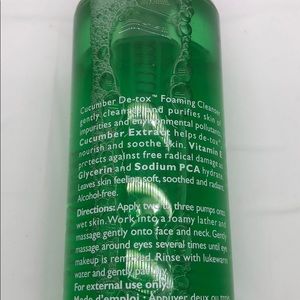 Cucumber De-tox™ Foaming Cleanser
gently cleanses and purifies skin of
impurities and environmental pollutants.
Cucumber Extract helps de-tox,
nourish and soothe skin. Vitamin E
protects against free radical damage as
Glycerin and Sodium PCA hydrate.
Leaves skin feeling soft, soothed and radiant.
Alcohol-free.
Directions: Apply two to three pumps onto
wet skin. Work into a foamy lather and
massage gently onto face and neck. Gently
massage around eyes several times until eye
makeup is removed. Rinse with lukewarm
water and gently pat
For external use only.
Mode d'emploi : Appliquer deux ou